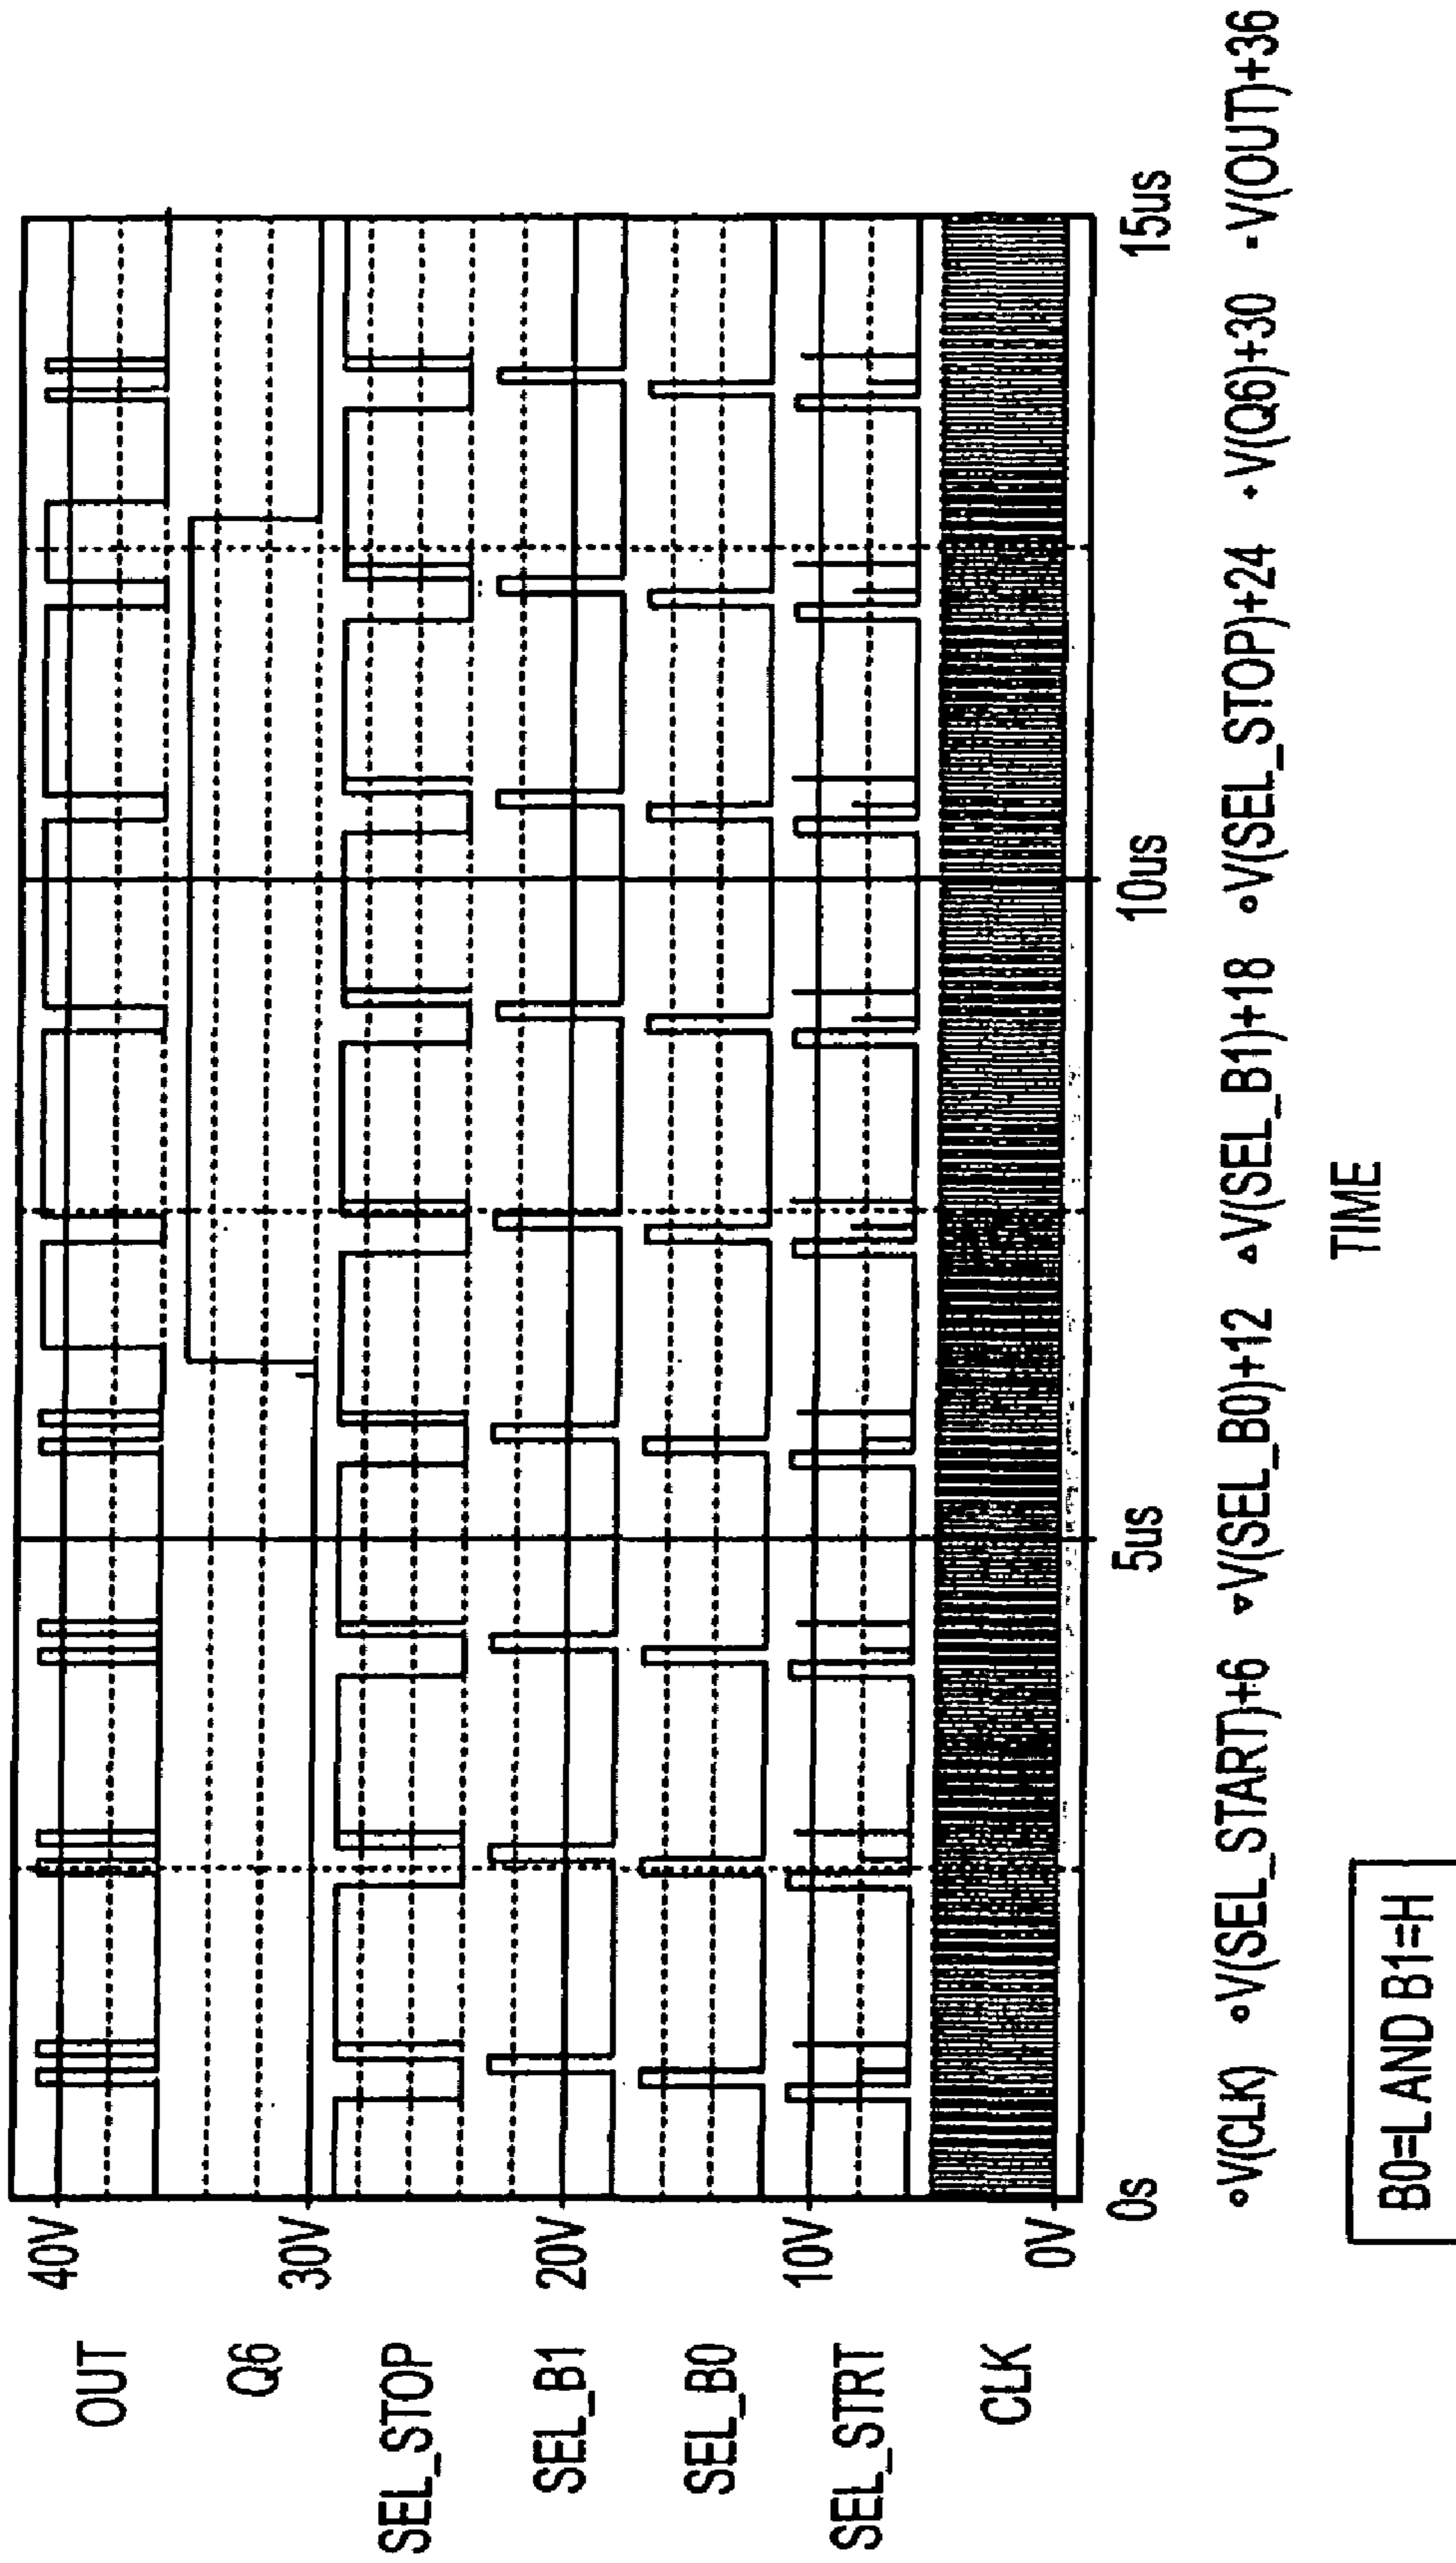 OUT
Q6
SEL_STOP
SEL_B1
SEL_B0
SEL_STRT
CLK
40V
30V
20V
10V
0V
0s
5us
10us
15us
∘V(CLK) ∘V(SEL_START)+6 ▿V(SEL_B0)+12 ▵V(SEL_B1)+18 ∘V(SEL_STOP)+24 ⋆V(Q6)+30 -V(OUT)+36
TIME
B0=L AND B1=H